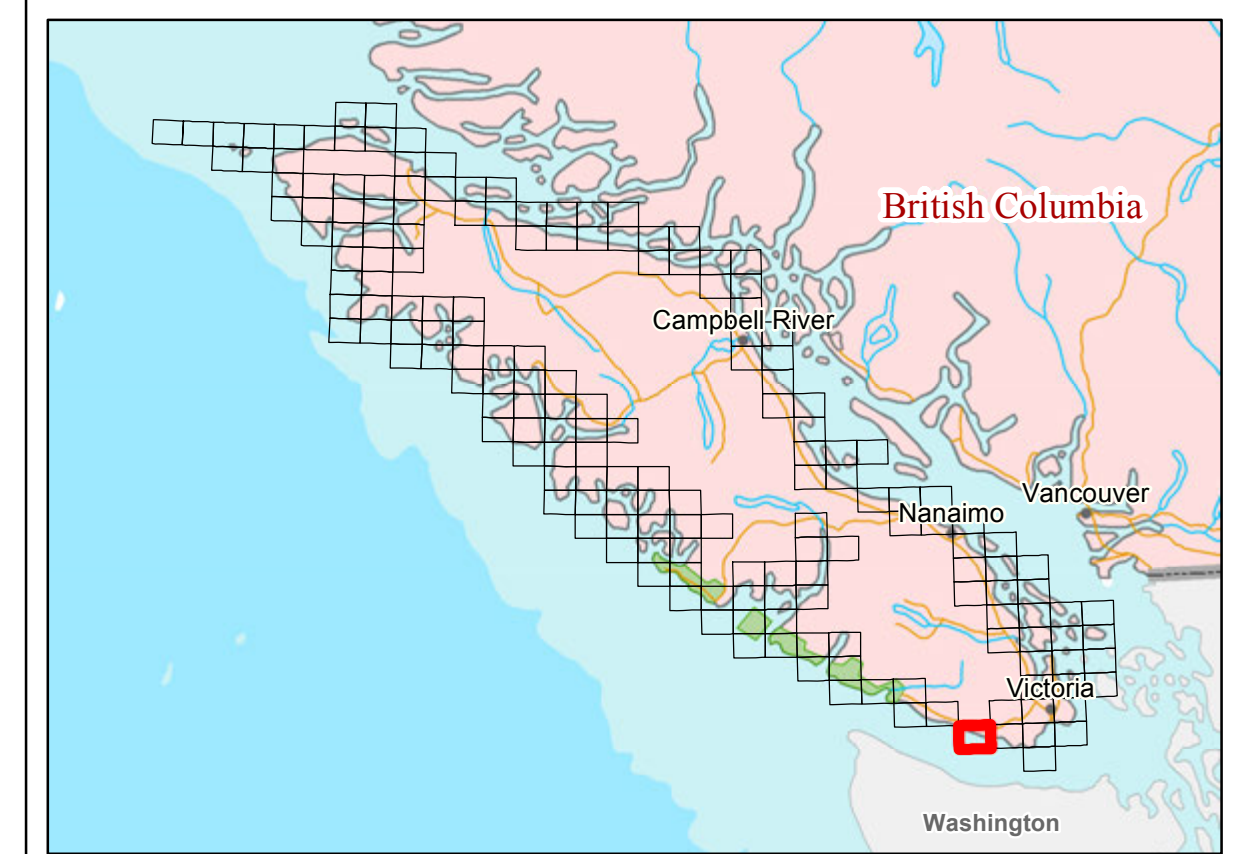 British Columbia
Campbell River
Vancouver
Nanaimo
Victoria
Washington